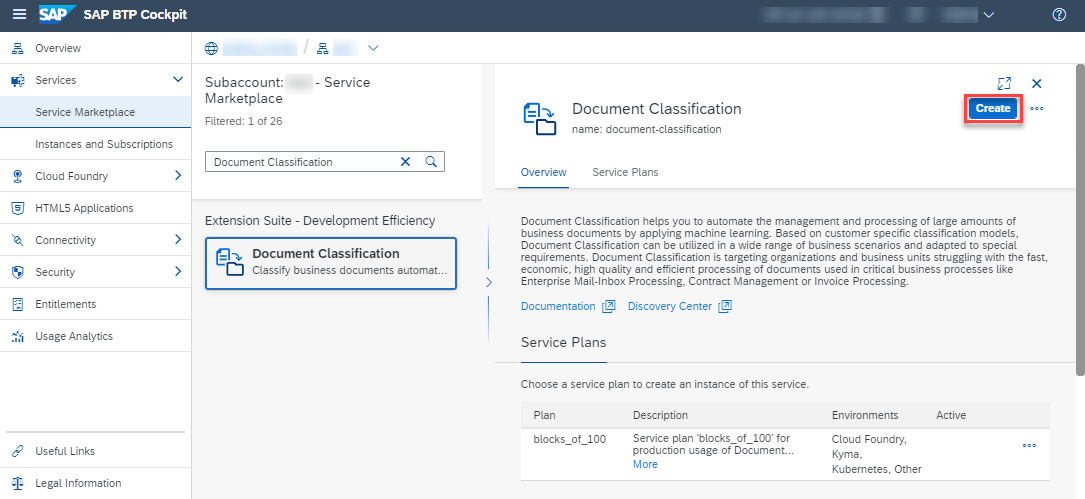 SAP SAP BTP Cockpit
Overview
Services
Service Marketplace
Instances and Subscriptions
Cloud Foundry
HTML5 Applications
Connectivity
Security
Entitlements
Usage Analytics
Useful Links
Legal Information
/
Subaccount: - Service
Marketplace
Filtered: 1 of 26
Document Classification
Extension Suite - Development Efficiency
Document Classification
Classify business documents automat...
Document Classification
name: document-classification
Create
Overview Service Plans
Document Classification helps you to automate the management and processing of large amounts of
business documents by applying machine learning. Based on customer specific classification models,
Document Classification can be utilized in a wide range of business scenarios and adapted to special
requirements. Document Classification is targeting organizations and business units struggling with the fast,
economic, high quality and efficient processing of documents used in critical business processes like
Enterprise Mail-Inbox Processing, Contract Management or Invoice Processing.
Documentation Discovery Center
Service Plans
Choose a service plan to create an instance of this service.
Plan Description Environments Active
blocks_of_100 Service plan 'blocks_of_100' for Cloud Foundry,
production usage of Document... Kyma,
More Kubernetes, Other